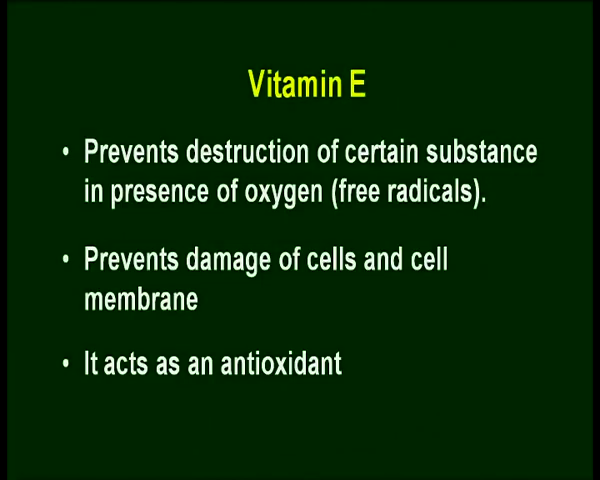 Vitamin E
• Prevents destruction of certain substance
in presence of oxygen (free radicals).
• Prevents damage of cells and cell
membrane
• It acts as an antioxidant